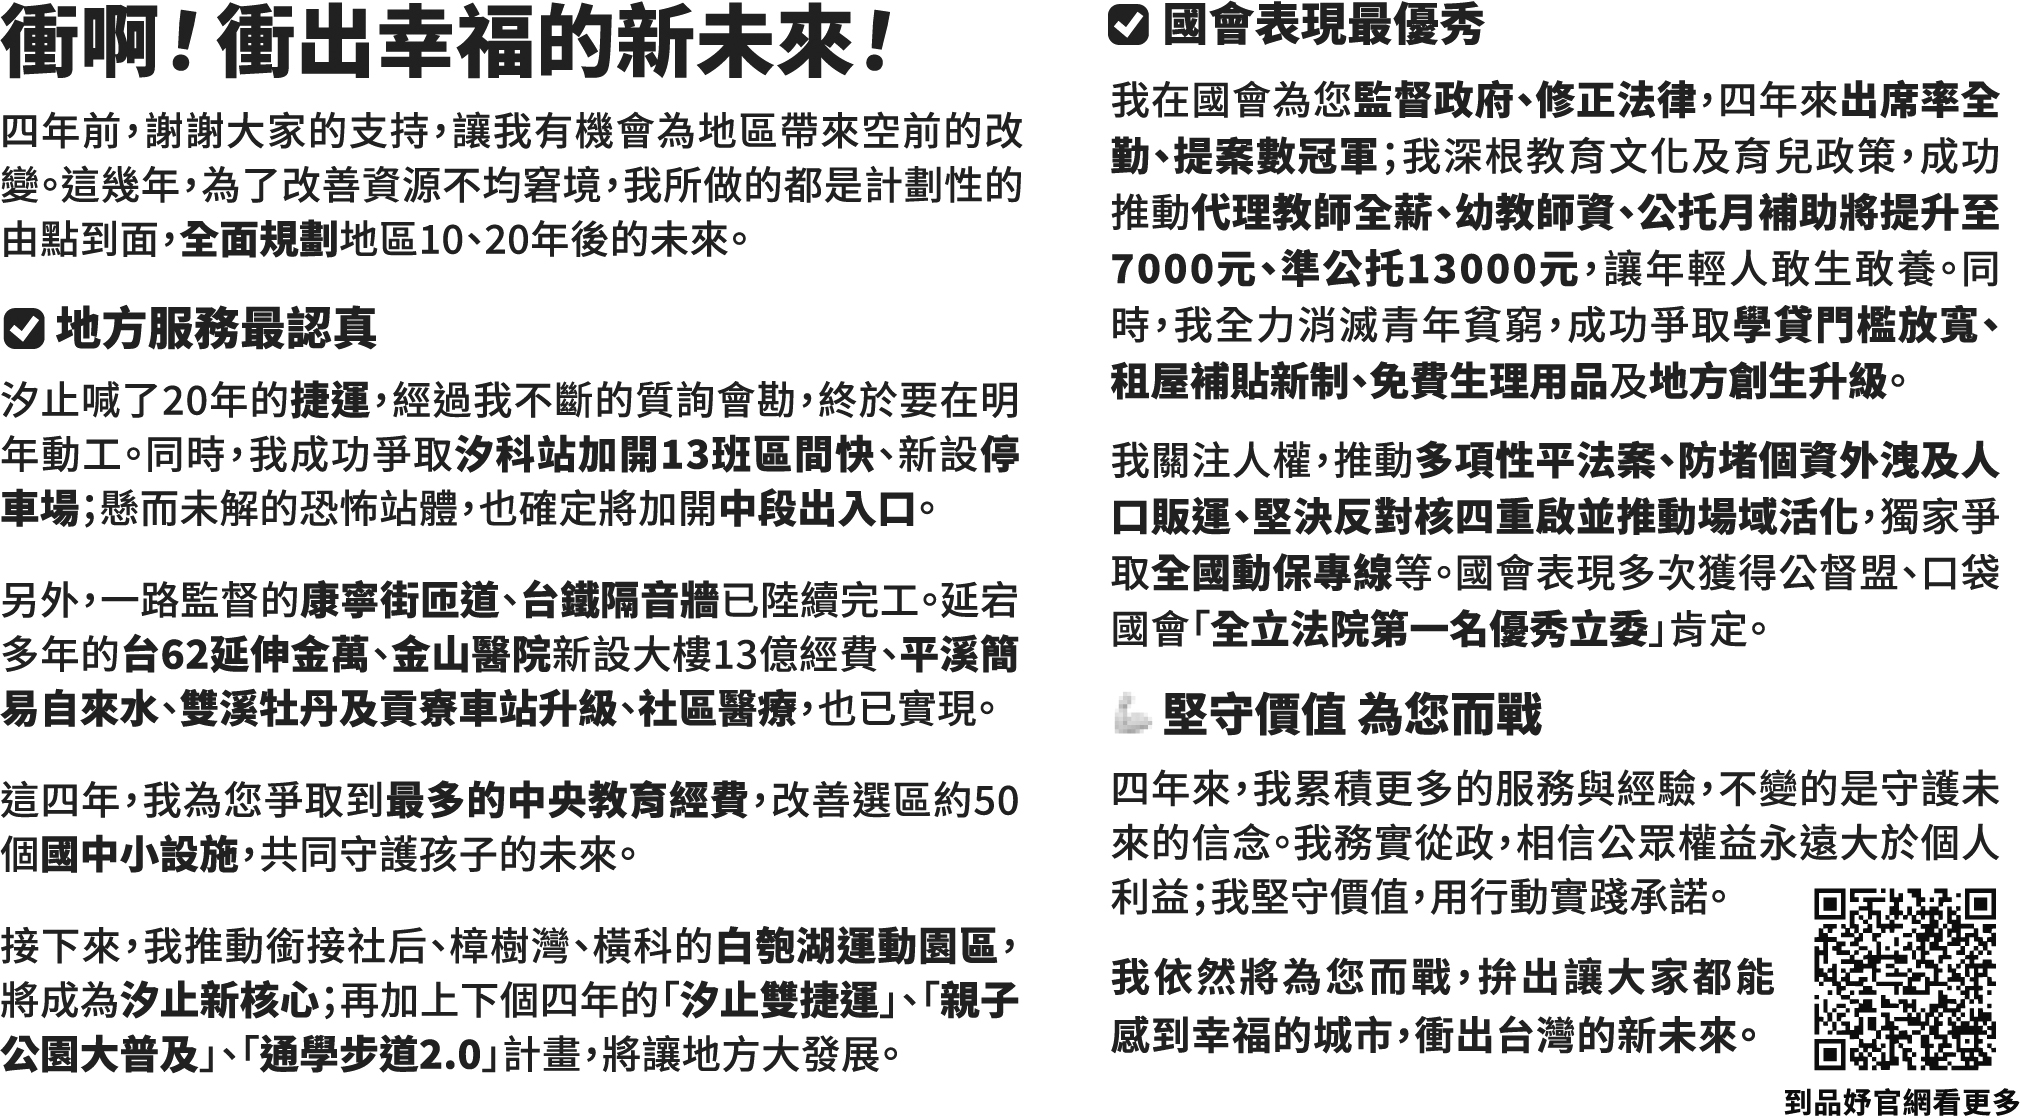 衝啊！衝出幸福的新未來！
四年前，謝謝大家的支持，讓我有機會為地區帶來空前的改
變。這幾年，為了改善資源不均窘境，我所做的都是計劃性的
由點到面，全面規劃地區10、20年後的未來。
地方服務最認真
汐止喊了20年的捷運，經過我不斷的質詢會勘，終於要在明
年動工。同時，我成功爭取汐科站加開13班區間快、新設停
車場；懸而未解的恐怖站體，也確定將加開中段出入口。
另外，一路監督的康寧街匝道、台鐵隔音牆已陸續完工。延宕
多年的台62延伸金萬、金山醫院新設大樓13億經費、平溪簡
易自來水、雙溪牡丹及貢寮車站升級、社區醫療，也已實現。
這四年，我為您爭取到最多的中央教育經費，改善選區約50
個國中小設施，共同守護孩子的未來。
接下來，我推動銜接社后、樟樹灣、橫科的白匏湖運動園區，
將成為汐止新核心；再加上下個四年的「汐止雙捷運」、「親子
公園大普及」、「通學步道2.0」計畫，將讓地方大發展。
國會表現最優秀
我在國會為您監督政府、修正法律，四年來出席率全
勤、提案數冠軍；我深根教育文化及育兒政策，成功
推動代理教師全薪、幼教師資、公托月補助將提升至
7000元、準公托13000元，讓年輕人敢生敢養。同
時，我全力消滅青年貧窮，成功爭取學貸門檻放寬、
租屋補貼新制、免費生理用品及地方創生升級。
我關注人權，推動多項性平法案、防堵個資外洩及人
口販運、堅決反對核四重啟並推動場域活化，獨家爭
取全國動保專線等。國會表現多次獲得公督盟、口袋
國會「全立法院第一名優秀立委」肯定。
堅守價值 為您而戰
四年來，我累積更多的服務與經驗，不變的是守護未
來的信念。我務實從政，相信公眾權益永遠大於個人
利益；我堅守價值，用行動實踐承諾。
我依然將為您而戰，拚出讓大家都能
感到幸福的城市，衝出台灣的新未來。
到品妤官網看更多